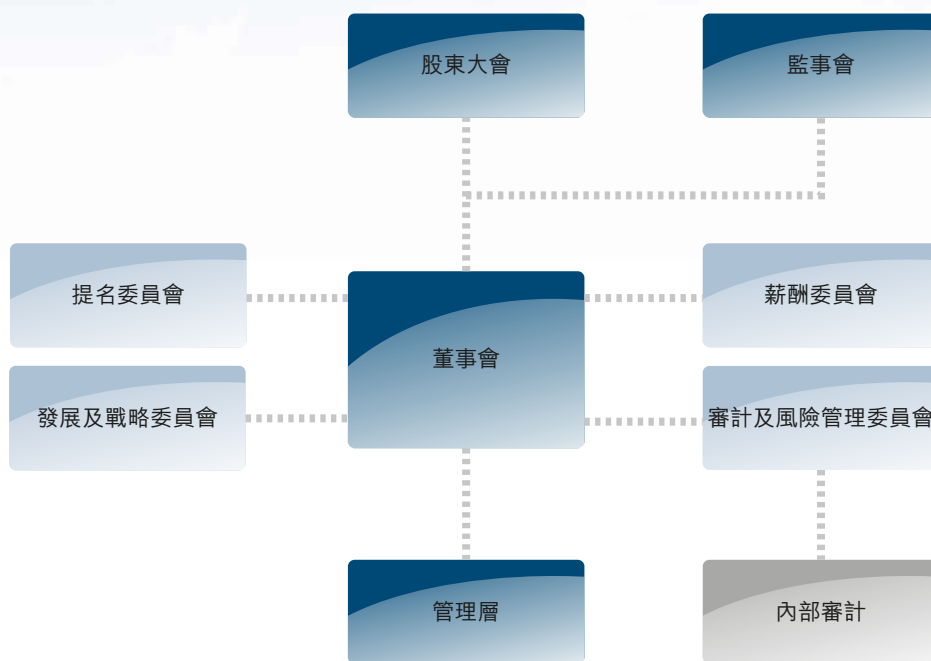 股東大會
監事會
提名委員會
薪酬委員會
董事會
發展及戰略委員會
審計及風險管理委員會
管理層
內部審計